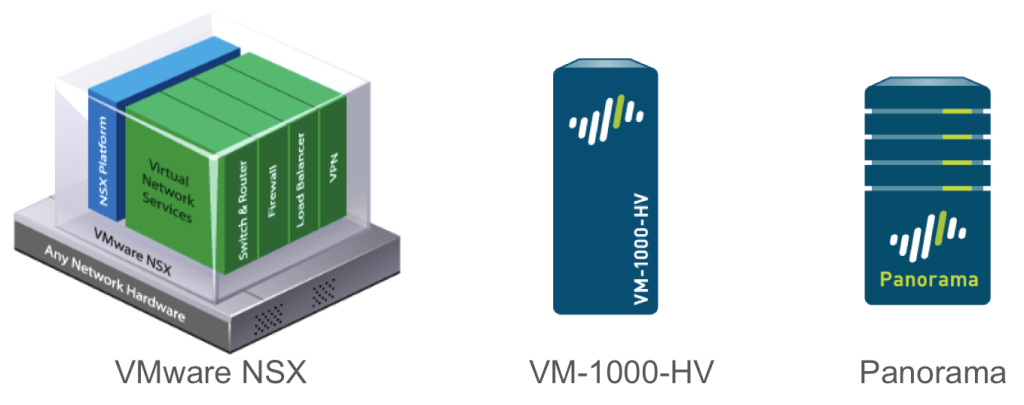 NSX Platform
Virtual
Network
Services
Switch & Router
Firewall
Load Balancer
VPN
VMware NSX
Any Network Hardware
VMware NSX
VM-1000-HV
VM-1000-HV
Panorama
Panorama